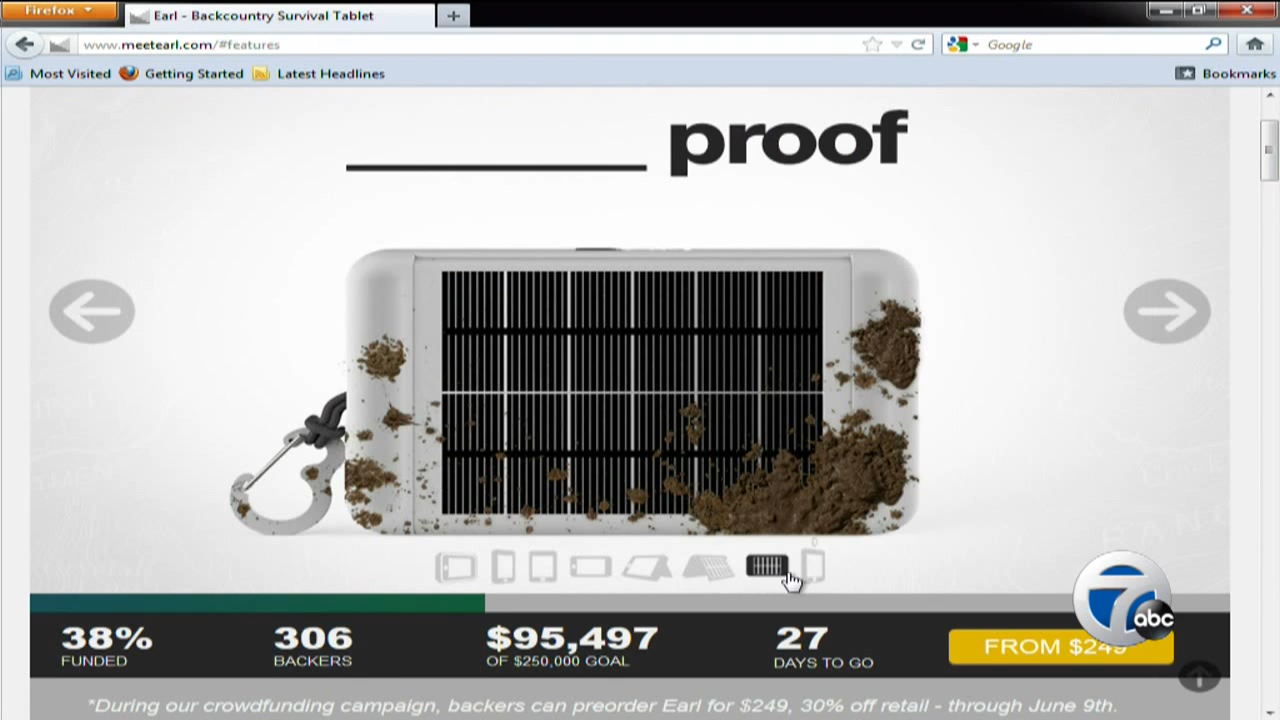 Firefox
Earl - Backcountry Survival Tablet
www.meetearl.com/#features
Google
Most Visited
Getting Started
Latest Headlines
Bookmarks
proof
38%
306
$95,497
27
FROM $249
FUNDED
BACKERS
OF $250,000 GOAL
DAYS TO GO
7 abc
*During our crowdfunding campaign, backers can preorder Earl for $249, 30% off retail - through June 9th.